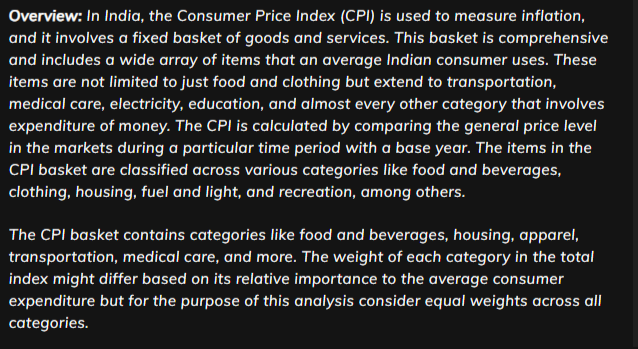 Overview: In India, the Consumer Price Index (CPI) is used to measure inflation,
and it involves a fixed basket of goods and services. This basket is comprehensive
and includes a wide array of items that an average Indian consumer uses. These
items are not limited to just food and clothing but extend to transportation,
medical care, electricity, education, and almost every other category that involves
expenditure of money. The CPI is calculated by comparing the general price level
in the markets during a particular time period with a base year. The items in the
CPI basket are classified across various categories like food and beverages,
clothing, housing, fuel and light, and recreation, among others.
The CPI basket contains categories like food and beverages, housing, apparel,
transportation, medical care, and more. The weight of each category in the total
index might differ based on its relative importance to the average consumer
expenditure but for the purpose of this analysis consider equal weights across all
categories.